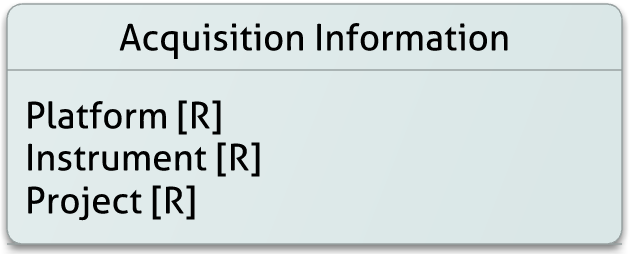 Acquisition Information
Platform [R]
Instrument [R]
Project [R]